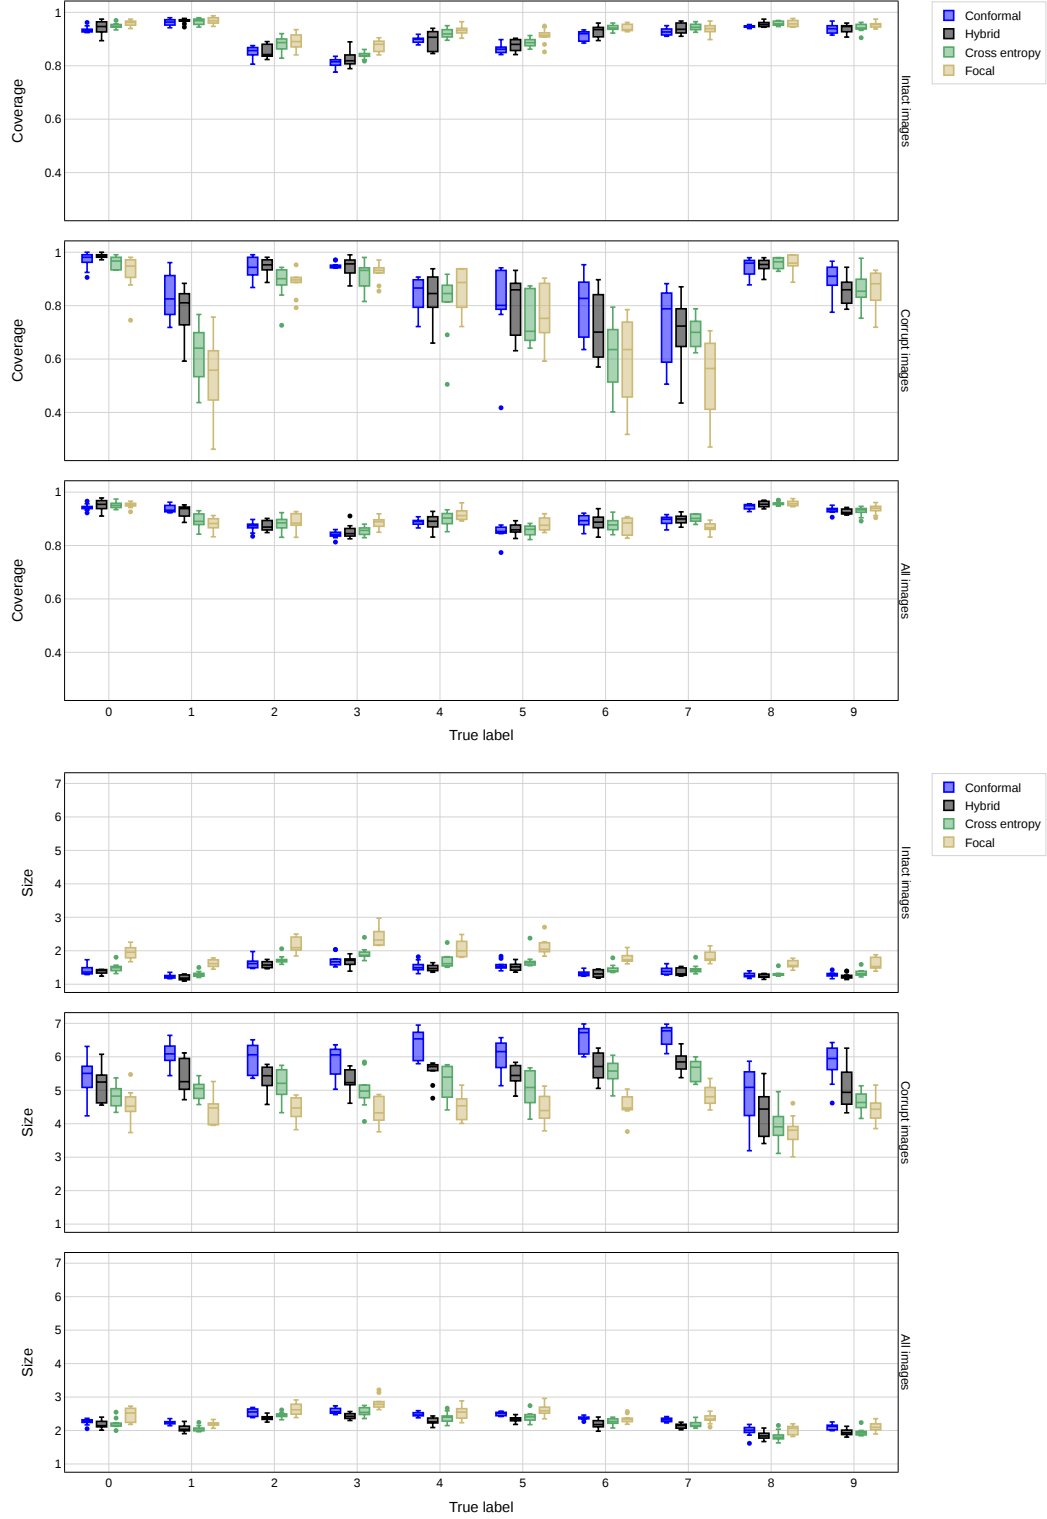 1
0.8
0.6
0.4
Coverage
Intact images
Conformal
Hybrid
Cross entropy
Focal
1
0.8
0.6
0.4
Coverage
Corrupt images
1
0.8
0.6
0.4
Coverage
All images
0 1 2 3 4 5 6 7 8 9
True label
7
6
5
4
3
2
1
Size
Intact images
Conformal
Hybrid
Cross entropy
Focal
7
6
5
4
3
2
1
Size
Corrupt images
7
6
5
4
3
2
1
Size
All images
0 1 2 3 4 5 6 7 8 9
True label